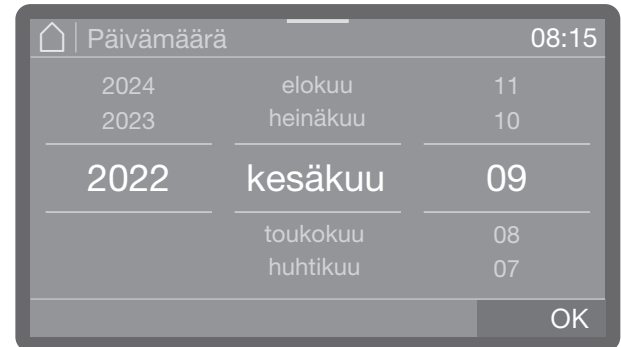 Päivämäärä 08:15
2024 elokuu 11
2023 heinäkuu 10
2022 kesäkuu 09
toukokuu 08
huhtikuu 07
OK